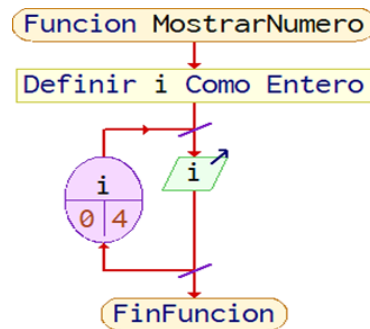 Funcion MostrarNumero
Definir i Como Entero
i
i
0 4
FinFuncion